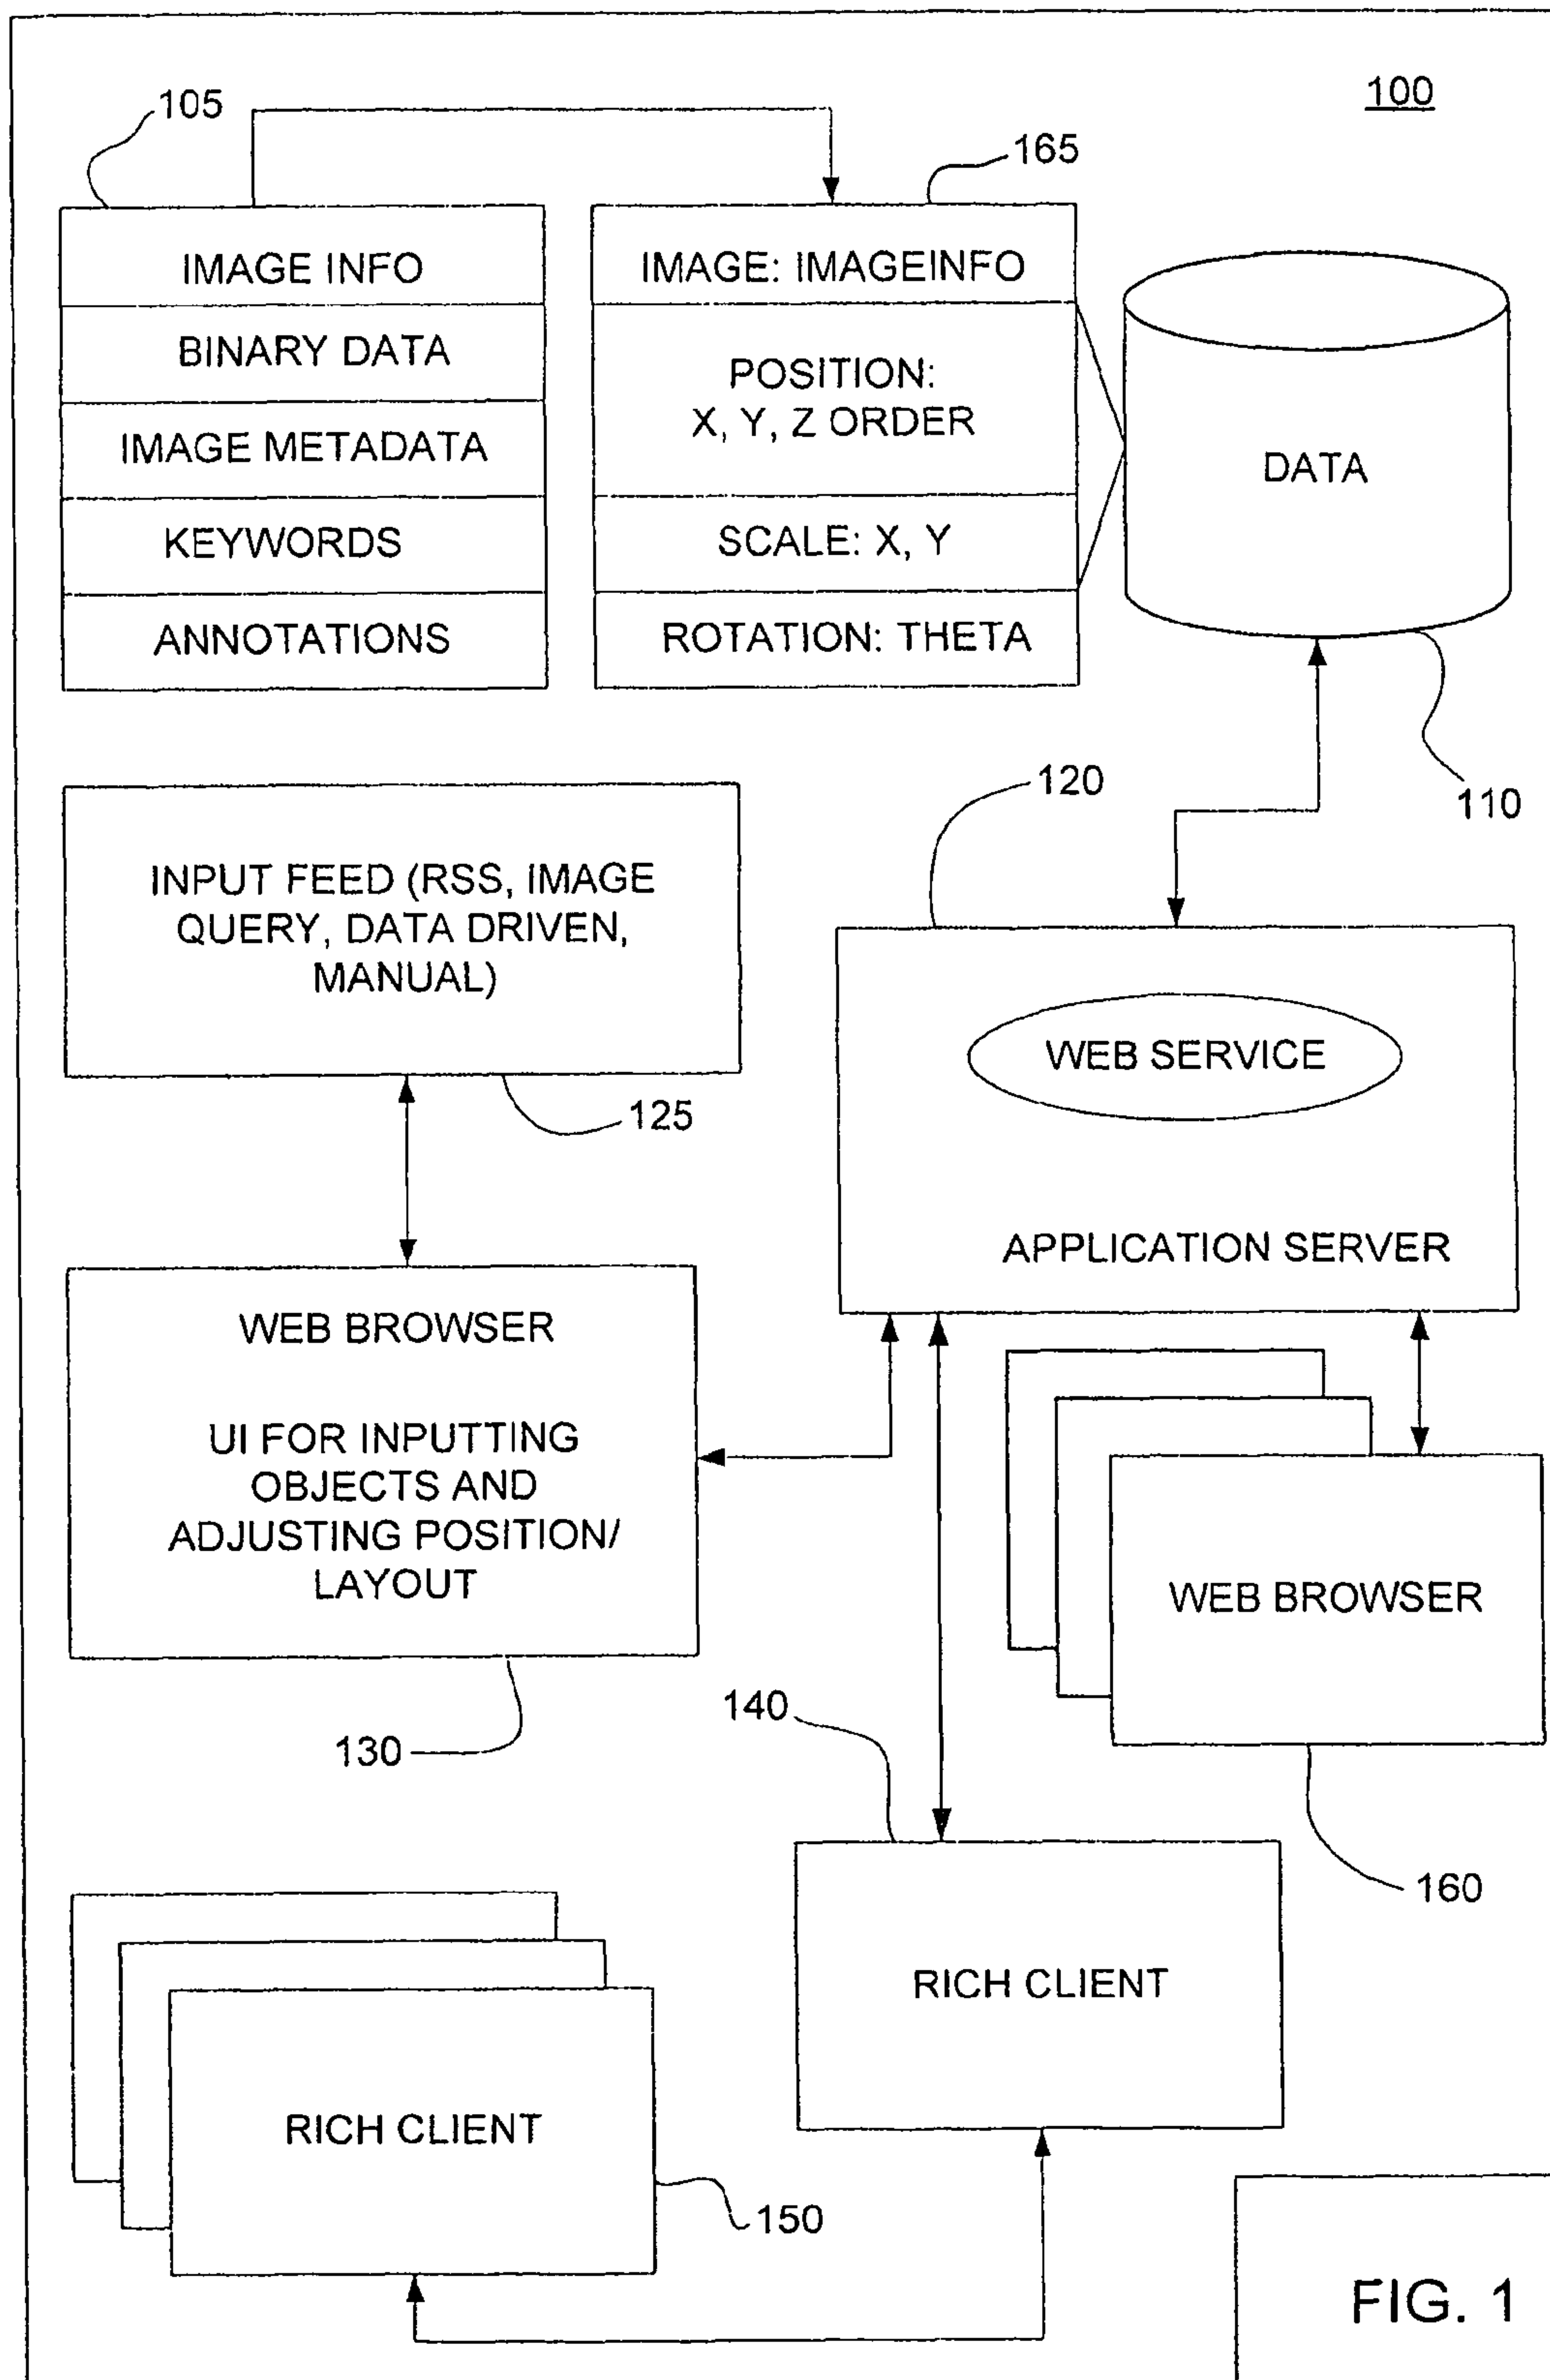 100
105
165
IMAGE INFO
BINARY DATA
IMAGE METADATA
KEYWORDS
ANNOTATIONS
IMAGE: IMAGEINFO
POSITION:
X, Y, Z ORDER
SCALE: X, Y
ROTATION: THETA
DATA
110
120
INPUT FEED (RSS, IMAGE
QUERY, DATA DRIVEN,
MANUAL)
125
WEB SERVICE
APPLICATION SERVER
WEB BROWSER
UI FOR INPUTTING
OBJECTS AND
ADJUSTING POSITION/
LAYOUT
130
WEB BROWSER
160
140
RICH CLIENT
RICH CLIENT
150
FIG. 1